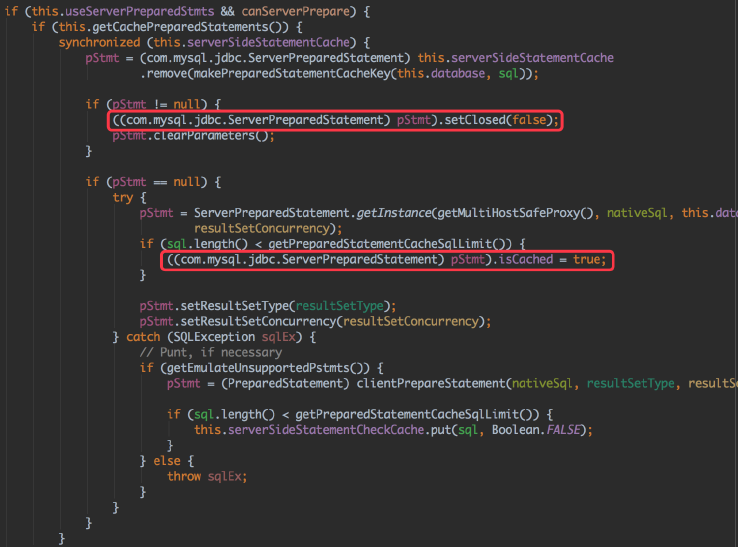 if (this.useServerPreparedStmts && canServerPrepare) {
if (this.getCachePreparedStatements()) {
synchronized (this.serverSideStatementCache) {
pStmt = (com.mysql.jdbc.ServerPreparedStatement) this.serverSideStatementCache
.remove(makePreparedStatementCacheKey(this.database, sql));
if (pStmt != null) {
((com.mysql.jdbc.ServerPreparedStatement) pStmt).setClosed(false);
pStmt.clearParameters();
}
if (pStmt == null) {
try {
pStmt = ServerPreparedStatement.getInstance(getMultiHostSafeProxy(), nativeSql, this.dat
resultSetConcurrency);
if (sql.length() < getPreparedStatementCacheSqlLimit()) {
((com.mysql.jdbc.ServerPreparedStatement) pStmt).isCached = true;
}
pStmt.setResultSetType(resultSetType);
pStmt.setResultSetConcurrency(resultSetConcurrency);
} catch (SQLException sqlEx) {
// Punt, if necessary
if (getEmulateUnsupportedPstmts()) {
pStmt = (PreparedStatement) clientPrepareStatement(nativeSql, resultSetType, resultS
if (sql.length() < getPreparedStatementCacheSqlLimit()) {
this.serverSideStatementCheckCache.put(sql, Boolean.FALSE);
}
} else {
throw sqlEx;
}
}
}
}